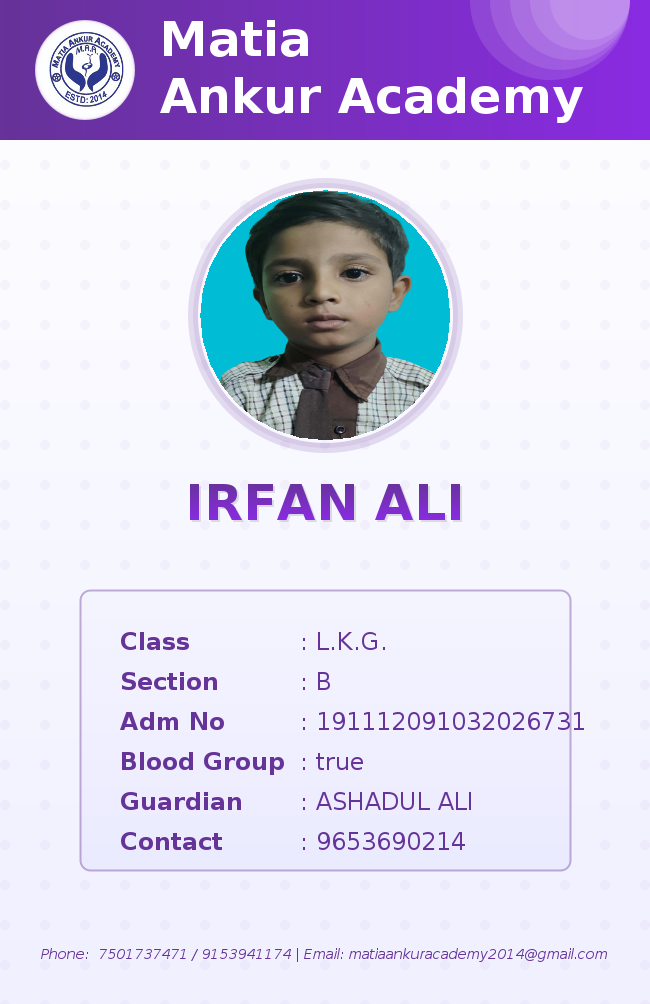 Matia
Ankur Academy
MATIA ANKUR ACADEMY
M.A.A.
ESTD: 2014
IRFAN ALI
Class : L.K.G.
Section : B
Adm No : 191112091032026731
Blood Group : true
Guardian : ASHADUL ALI
Contact : 9653690214
Phone: 7501737471 / 9153941174 | Email: matiaankuracademy2014@gmail.com